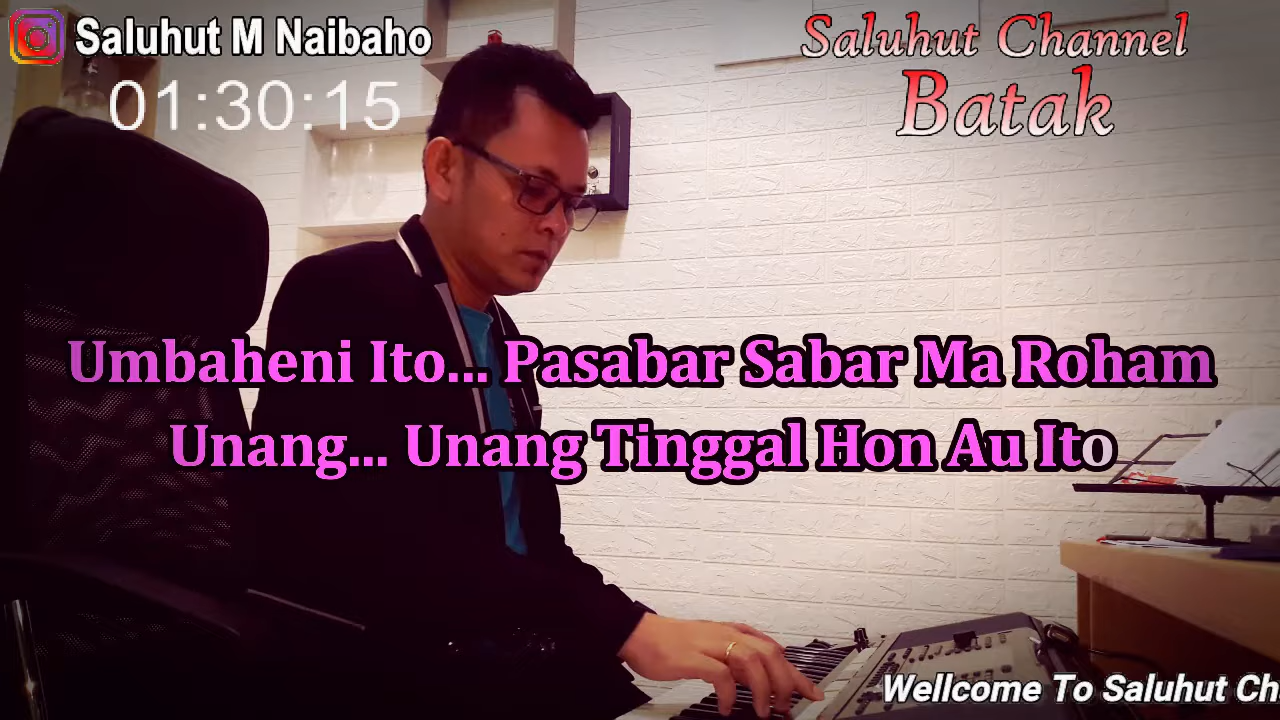 Saluhut M Naibaho
01:30:15
Saluhut Channel
Batak
Umbaheni Ito... Pasabar Sabar Ma Roham
Unang... Unang Tinggal Hon Au Ito
Wellcome To Saluhut Ch